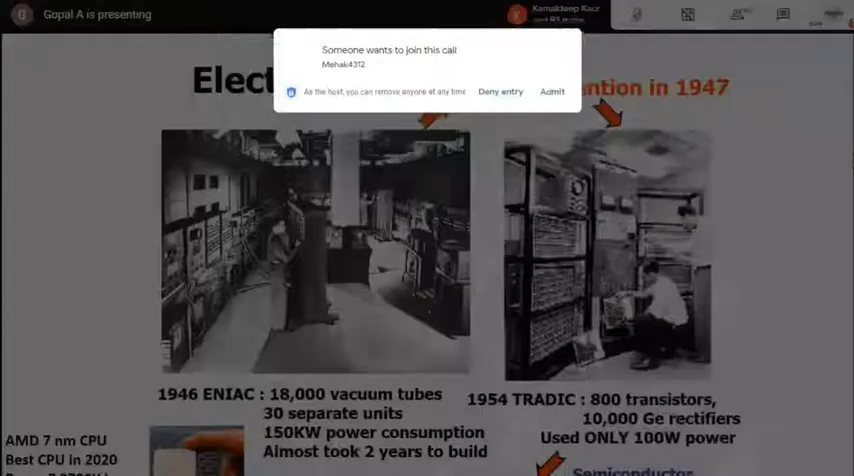 G Gopal A is presenting
Kamaldeep Kaur
Someone wants to join this call
Mehak4312
As the host, you can remove anyone at any time
Deny entry Admit
Elect
ntion in 1947
1946 ENIAC : 18,000 vacuum tubes
30 separate units
150KW power consumption
Almost took 2 years to build
1954 TRADIC : 800 transistors,
10,000 Ge rectifiers
Used ONLY 100W power
AMD 7 nm CPU
Best CPU in 2020
Semiconductor